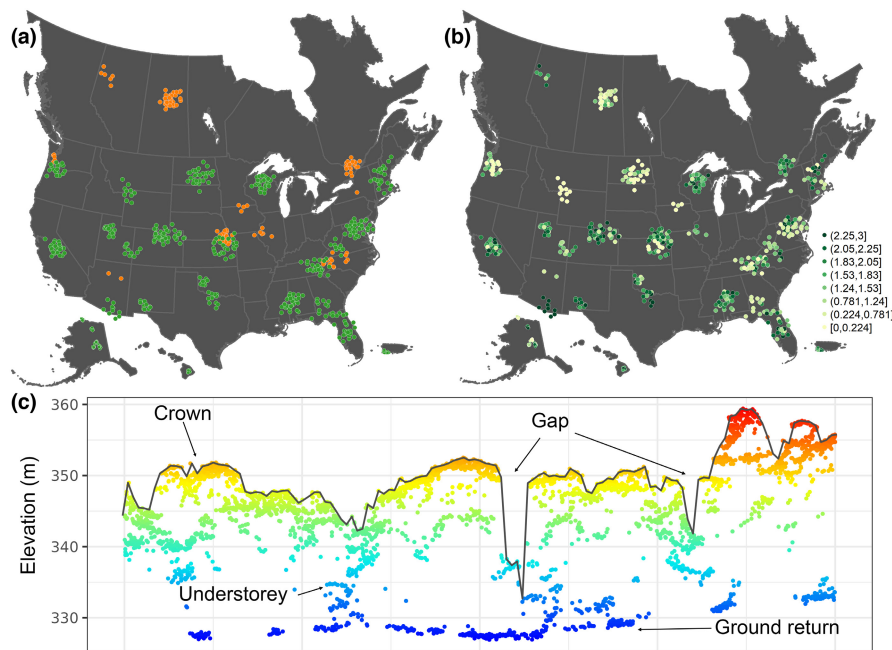 (a)
(b)
(2.25,3]
(2.05,2.25]
(1.83,2.05]
(1.53,1.83]
(1.24,1.53]
(0.781,1.24]
(0.224,0.781]
[0,0.224]
(c)
360
350
340
330
Elevation (m)
Crown
Gap
Understorey
Ground return